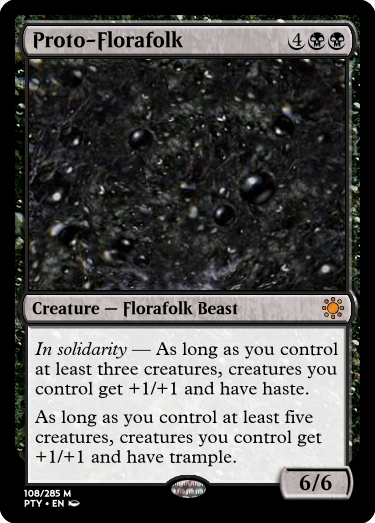 Proto-Florafolk 4
Creature — Florafolk Beast
In solidarity — As long as you control
at least three creatures, creatures you
control get +1/+1 and have haste.
As long as you control at least five
creatures, creatures you control get
+1/+1 and have trample.
6/6
108/285 M
PTY • EN